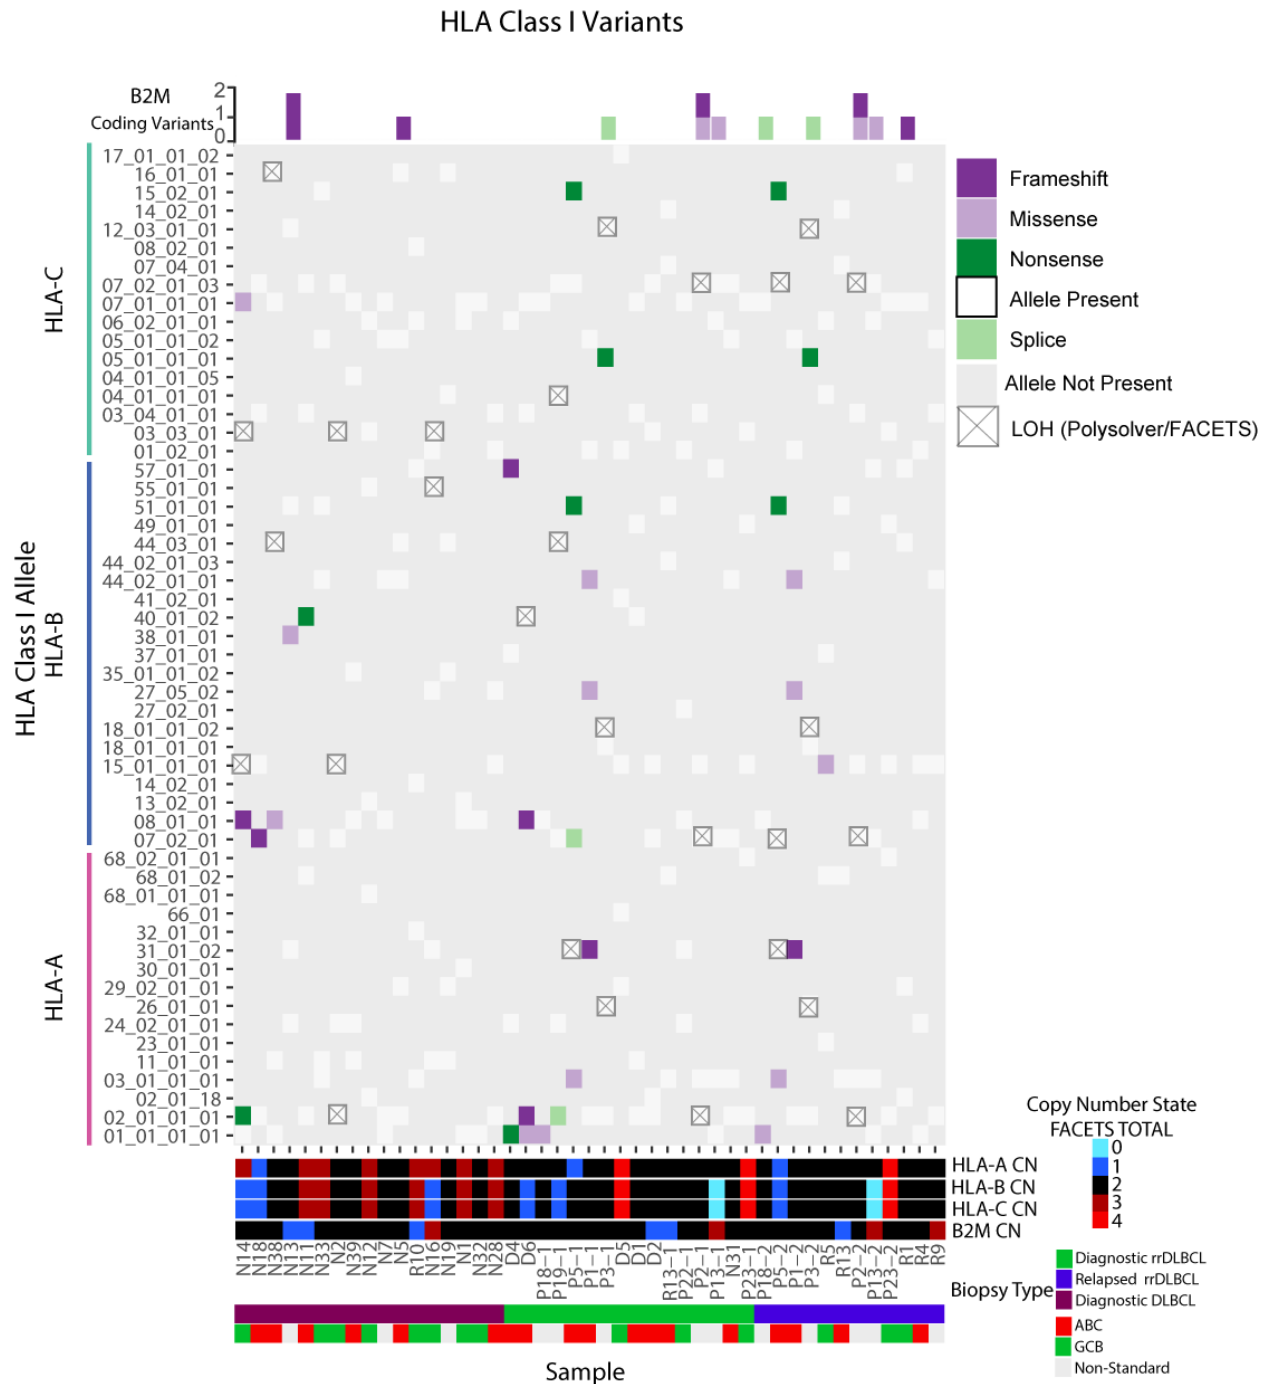 HLA Class I Variants
B2M
Coding Variants
2
1
0
HLA Class I Allele
HLA-C
17_01_01_02
16_01_01
15_02_01
14_02_01
12_03_01_01
08_02_01
07_04_01
07_02_01_03
07_01_01_01
06_02_01_01
05_01_01_02
05_01_01_01
04_01_01_05
04_01_01_01
03_04_01_01
03_03_01
01_02_01
HLA-B
57_01_01
55_01_01
51_01_01
49_01_01
44_03_01
44_02_01_03
44_02_01_01
41_02_01
40_01_02
38_01_01
37_01_01
35_01_01_02
27_05_02
27_02_01
18_01_01_02
18_01_01_01
15_01_01_01
14_02_01
13_02_01
08_01_01
07_02_01
HLA-A
68_02_01_01
68_01_02
68_01_01_01
66_01
32_01_01
31_01_02
30_01_01
29_02_01_01
26_01_01
24_02_01_01
23_01_01
11_01_01
03_01_01_01
02_01_18
02_01_01_01
01_01_01_01
Frameshift
Missense
Nonsense
Allele Present
Splice
Allele Not Present
LOH (Polysolver/FACETS)
Copy Number State
FACETS TOTAL
0
1
2
3
4
HLA-A CN
HLA-B CN
HLA-C CN
B2M CN
N14
N18
N38
N13
N11
N33
N2
N39
N12
N7
N5
R10
N16
N19
N1
N32
N28
D4
D6
P18-1
P19-1
P5-1
P1-1
P3-1
D5
D1
D2
R13-1
P22-1
P2-1
P13-1
N31
P23-1
P18-2
P5-2
P1-2
P3-2
R5
R13
P2-2
P13-2
P23-2
R1
R4
R9
Biopsy Type
Diagnostic rrDLBCL
Relapsed rrDLBCL
Diagnostic DLBCL
ABC
GCB
Non-Standard
Sample